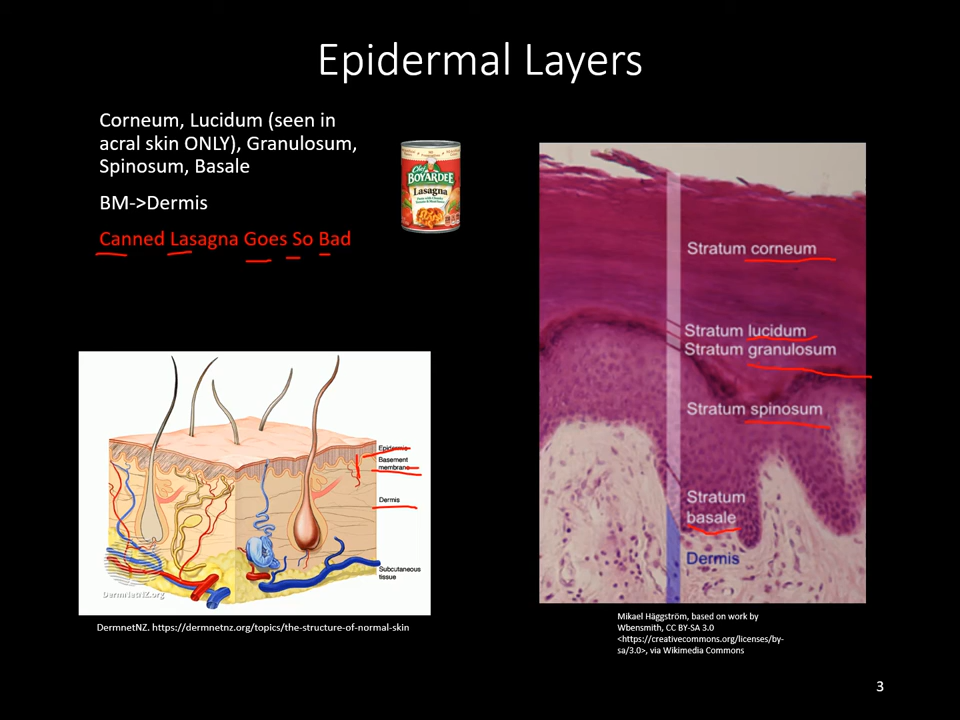 Epidermal Layers
Corneum, Lucidum (seen in
acral skin ONLY), Granulosum,
Spinosum, Basale
BM->Dermis
Canned Lasagna Goes So Bad
Chef
BOYARDEE
Lasagna
Stratum corneum
Stratum lucidum
Stratum granulosum
Stratum spinosum
Stratum
basale
Dermis
Epidermis
Basement
membrane
Dermis
Subcutaneous
tissue
DermNetNZ.org
DermnetNZ. https://dermnetnz.org/topics/the-structure-of-normal-skin
Mikael Häggström, based on work by
Wbensmith, CC BY-SA 3.0
<https://creativecommons.org/licenses/by-
sa/3.0>, via Wikimedia Commons
3